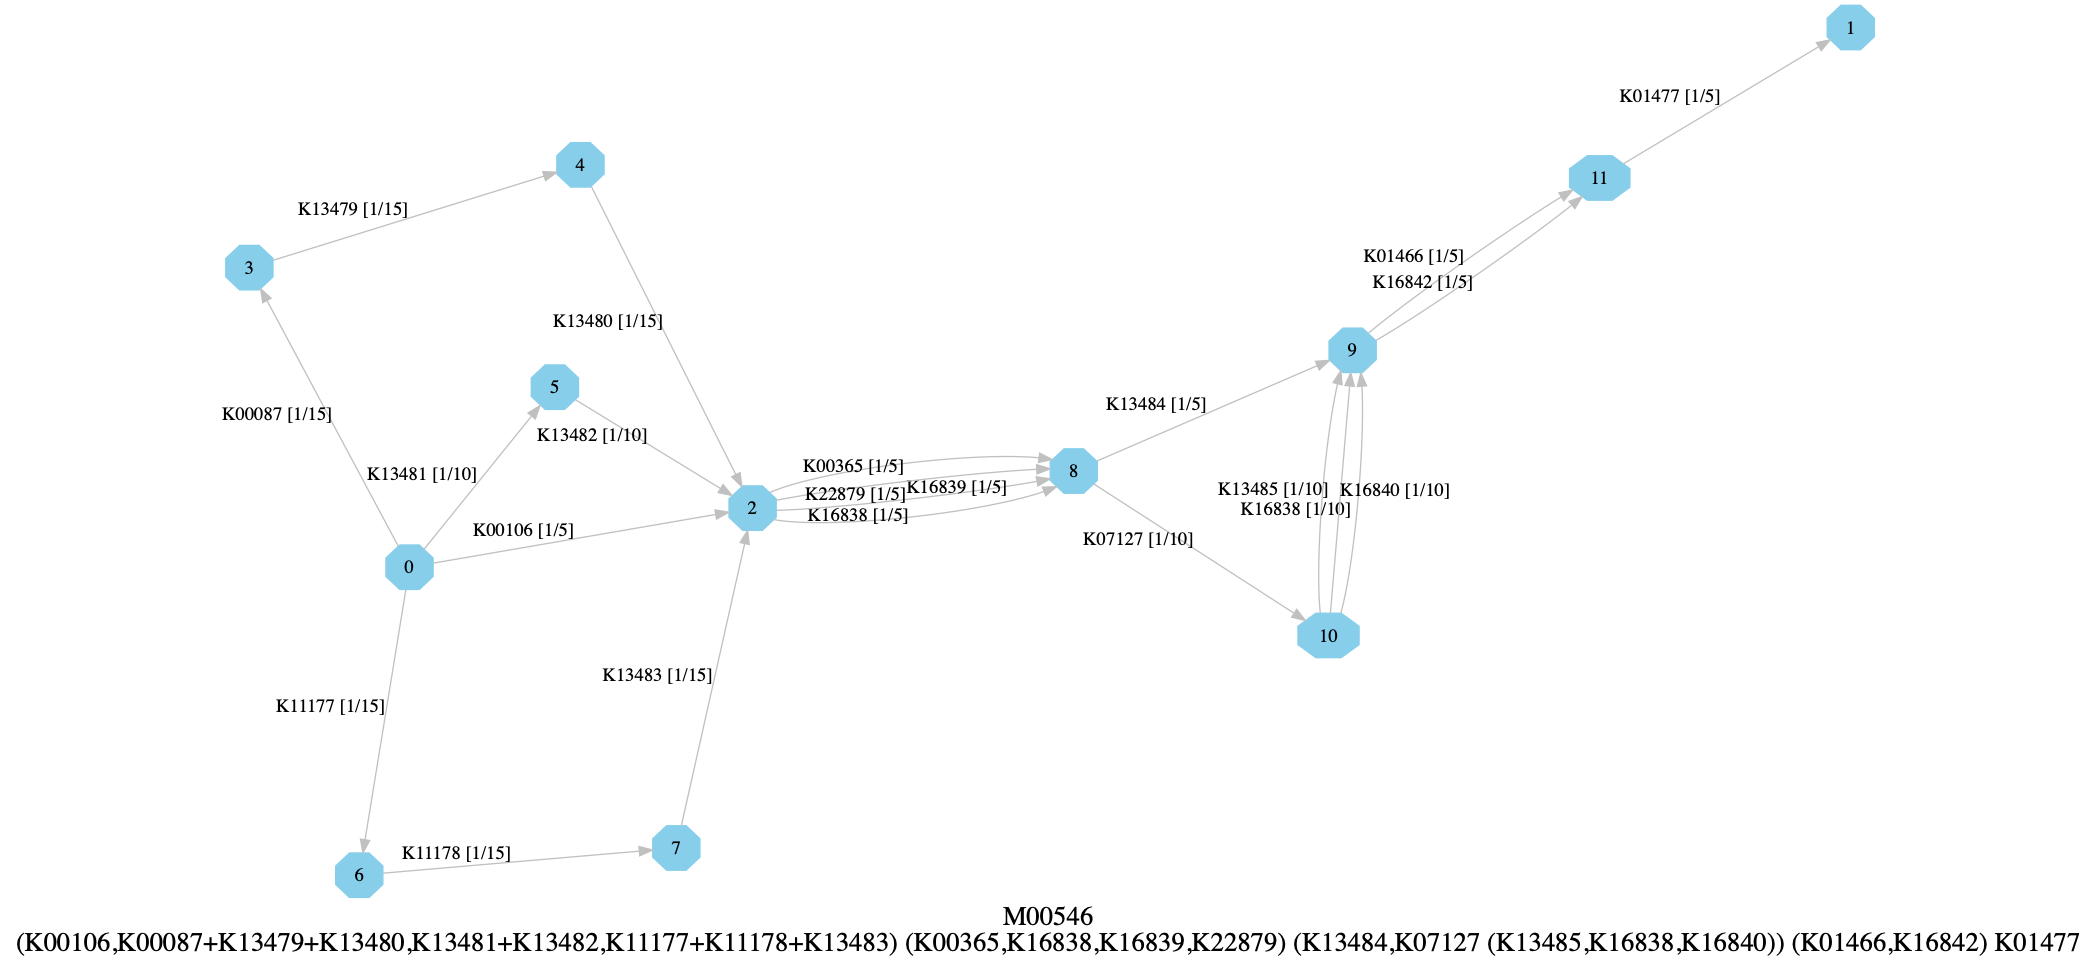 1
K01477 [1/5]
4
11
K13479 [1/15]
3
K01466 [1/5]
K16842 [1/5]
K13480 [1/15]
9
5
K13484 [1/5]
K00087 [1/15]
K13482 [1/10]
K13481 [1/10]
K00365 [1/5]
8
K22879 [1/5]
K16839 [1/5]
K13485 [1/10]
K16840 [1/10]
2
K16838 [1/5]
K16838 [1/10]
K00106 [1/5]
K07127 [1/10]
0
10
K13483 [1/15]
K11177 [1/15]
7
K11178 [1/15]
6
M00546
(K00106,K00087+K13479+K13480,K13481+K13482,K11177+K11178+K13483) (K00365,K16838,K16839,K22879) (K13484,K07127 (K13485,K16838,K16840)) (K01466,K16842) K01477